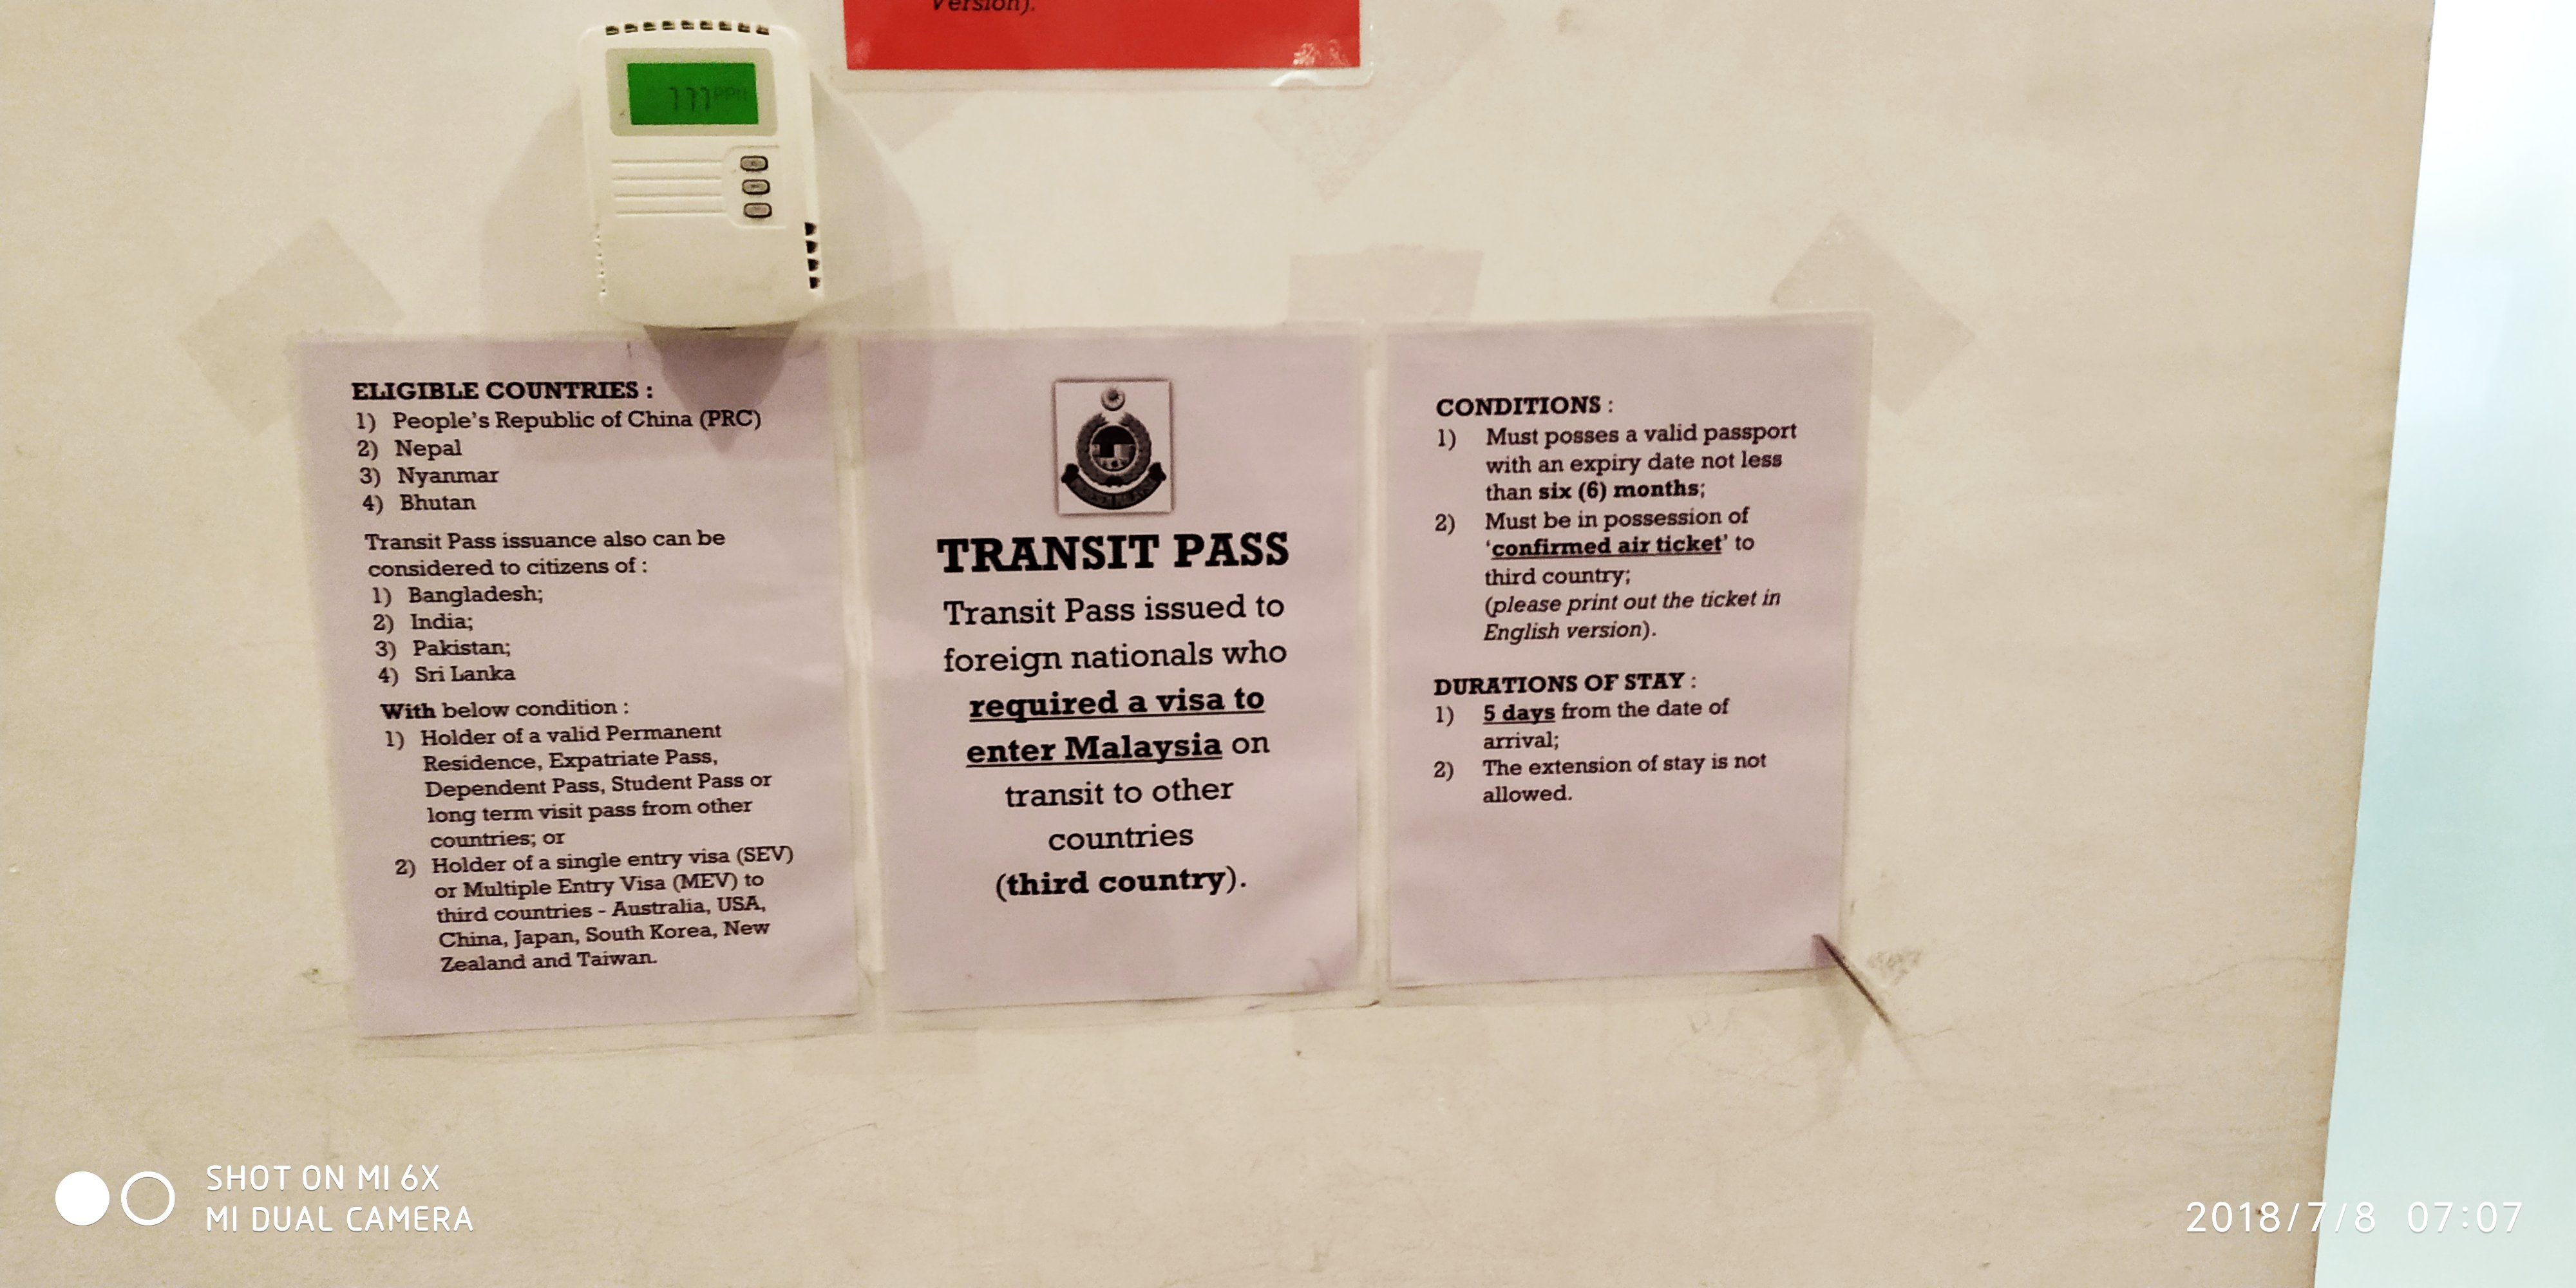 Version).
ELIGIBLE COUNTRIES :
1) People's Republic of China (PRC)
2) Nepal
3) Nyanmar
4) Bhutan
Transit Pass issuance also can be
considered to citizens of :
1) Bangladesh;
2) India;
3) Pakistan;
4) Sri Lanka
With below condition :
1) Holder of a valid Permanent
Residence, Expatriate Pass,
Dependent Pass, Student Pass or
long term visit pass from other
countries; or
2) Holder of a single entry visa (SEV)
or Multiple Entry Visa (MEV) to
third countries - Australia, USA,
China, Japan, South Korea, New
Zealand and Taiwan.
TRANSIT PASS
Transit Pass issued to
foreign nationals who
required a visa to
enter Malaysia on
transit to other
countries
(third country).
CONDITIONS :
1) Must posses a valid passport
with an expiry date not less
than six (6) months;
2) Must be in possession of
'confirmed air ticket' to
third country;
(please print out the ticket in
English version).
DURATIONS OF STAY :
1) 5 days from the date of
arrival;
2) The extension of stay is not
allowed.
SHOT ON MI 6X
MI DUAL CAMERA
2018/7/8 07:07